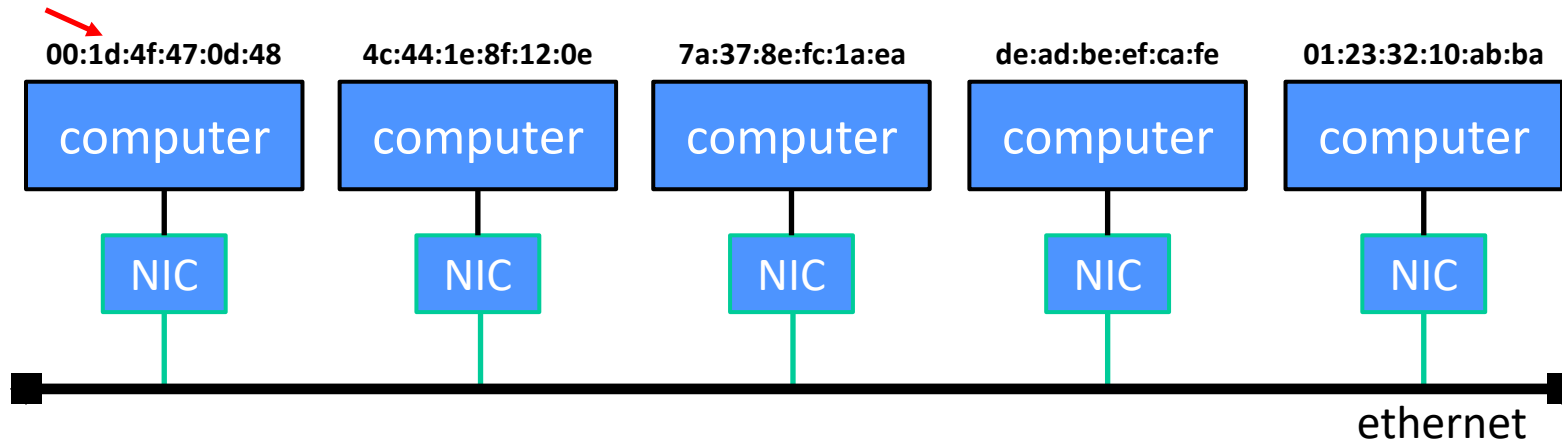 00:1d:4f:47:0d:48 4c:44:1e:8f:12:0e 7a:37:8e:fc:1a:ea de:ad:be:ef:ca:fe 01:23:32:10:ab:ba
computer computer computer computer computer
NIC NIC NIC NIC NIC
ethernet